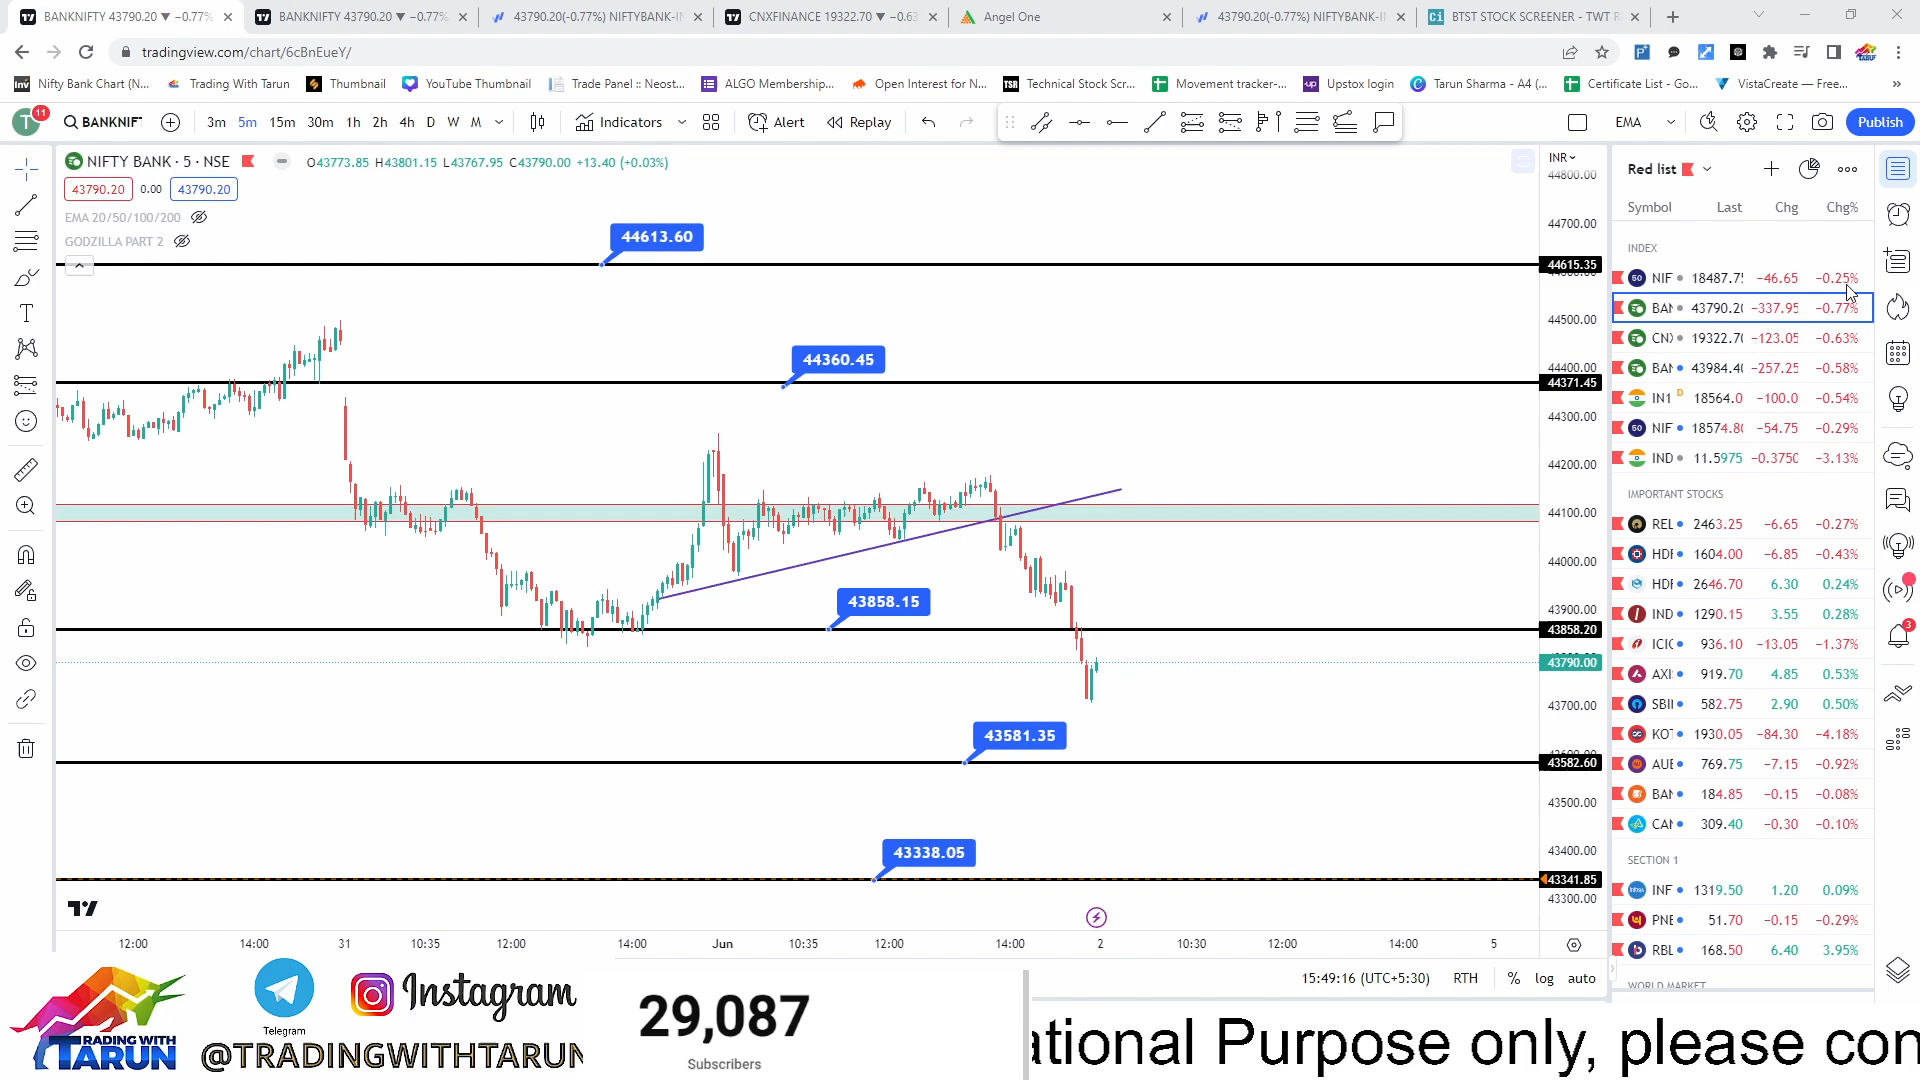 BANKNIFTY 43790.20 ▼ −0.77% BANKNIFTY 43790.20 ▼ −0.77% 43790.20(-0.77%) NIFTYBANK-I CNXFINANCE 19322.70 ▼ −0.63 Angel One 43790.20(-0.77%) NIFTYBANK-I BTST STOCK SCREENER - TWT
tradingview.com/chart/6cBnEueY/
Nifty Bank Chart (N... Trading With Tarun Thumbnail YouTube Thumbnail Trade Panel :: Neost... ALGO Membership... Open Interest for N... Technical Stock Scr... Movement tracker-... Upstox login Tarun Sharma - A4 (... Certificate List - Go... VistaCreate — Free...
T 11 BANKNIF 3m 5m 15m 30m 1h 2h 4h D W M Indicators Alert Replay EMA Publish
NIFTY BANK · 5 · NSE O43773.85 H43801.15 L43767.95 C43790.00 +13.40 (+0.03%)
43790.20 0.00 43790.20
EMA 20/50/100/200
GODZILLA PART 2
44613.60
44360.45
43858.15
43581.35
43338.05
INR
44800.00
44700.00
44615.35
44500.00
44400.00
44371.45
44300.00
44200.00
44100.00
44000.00
43900.00
43858.20
43790.00
43700.00
43582.60
43500.00
43400.00
43341.85
43300.00
12:00 14:00 31 10:35 12:00 14:00 Jun 10:35 12:00 14:00 2 10:30 12:00 14:00 5
15:49:16 (UTC+5:30) RTH % log auto
Red list
Symbol Last Chg Chg%
INDEX
NIF 18487.75 −46.65 −0.25%
BAN 43790.20 −337.95 −0.77%
CNX 19322.70 −123.05 −0.63%
BAN 43984.40 −257.25 −0.58%
IN1 D 18564.0 −100.0 −0.54%
NIF 18574.80 −54.75 −0.29%
IND 11.5975 −0.3750 −3.13%
IMPORTANT STOCKS
REL 2463.25 −6.65 −0.27%
HDF 1604.00 −6.85 −0.43%
HDF 2646.70 6.30 0.24%
IND 1290.15 3.55 0.28%
ICIC 936.10 −13.05 −1.37%
AXI 919.70 4.85 0.53%
SBI 582.75 2.90 0.50%
KOT 1930.05 −84.30 −4.18%
AUE 769.75 −7.15 −0.92%
BAN 184.85 −0.15 −0.08%
CAN 309.40 −0.30 −0.10%
SECTION 1
INF 1319.50 1.20 0.09%
PNE 51.70 −0.15 −0.29%
RBL 168.50 6.40 3.95%
WORLD MARKET
3
TRADING WITH
TARUN
Telegram
Instagram
@TRADINGWITHTARUN
29,087
Subscribers
ational Purpose only, please con